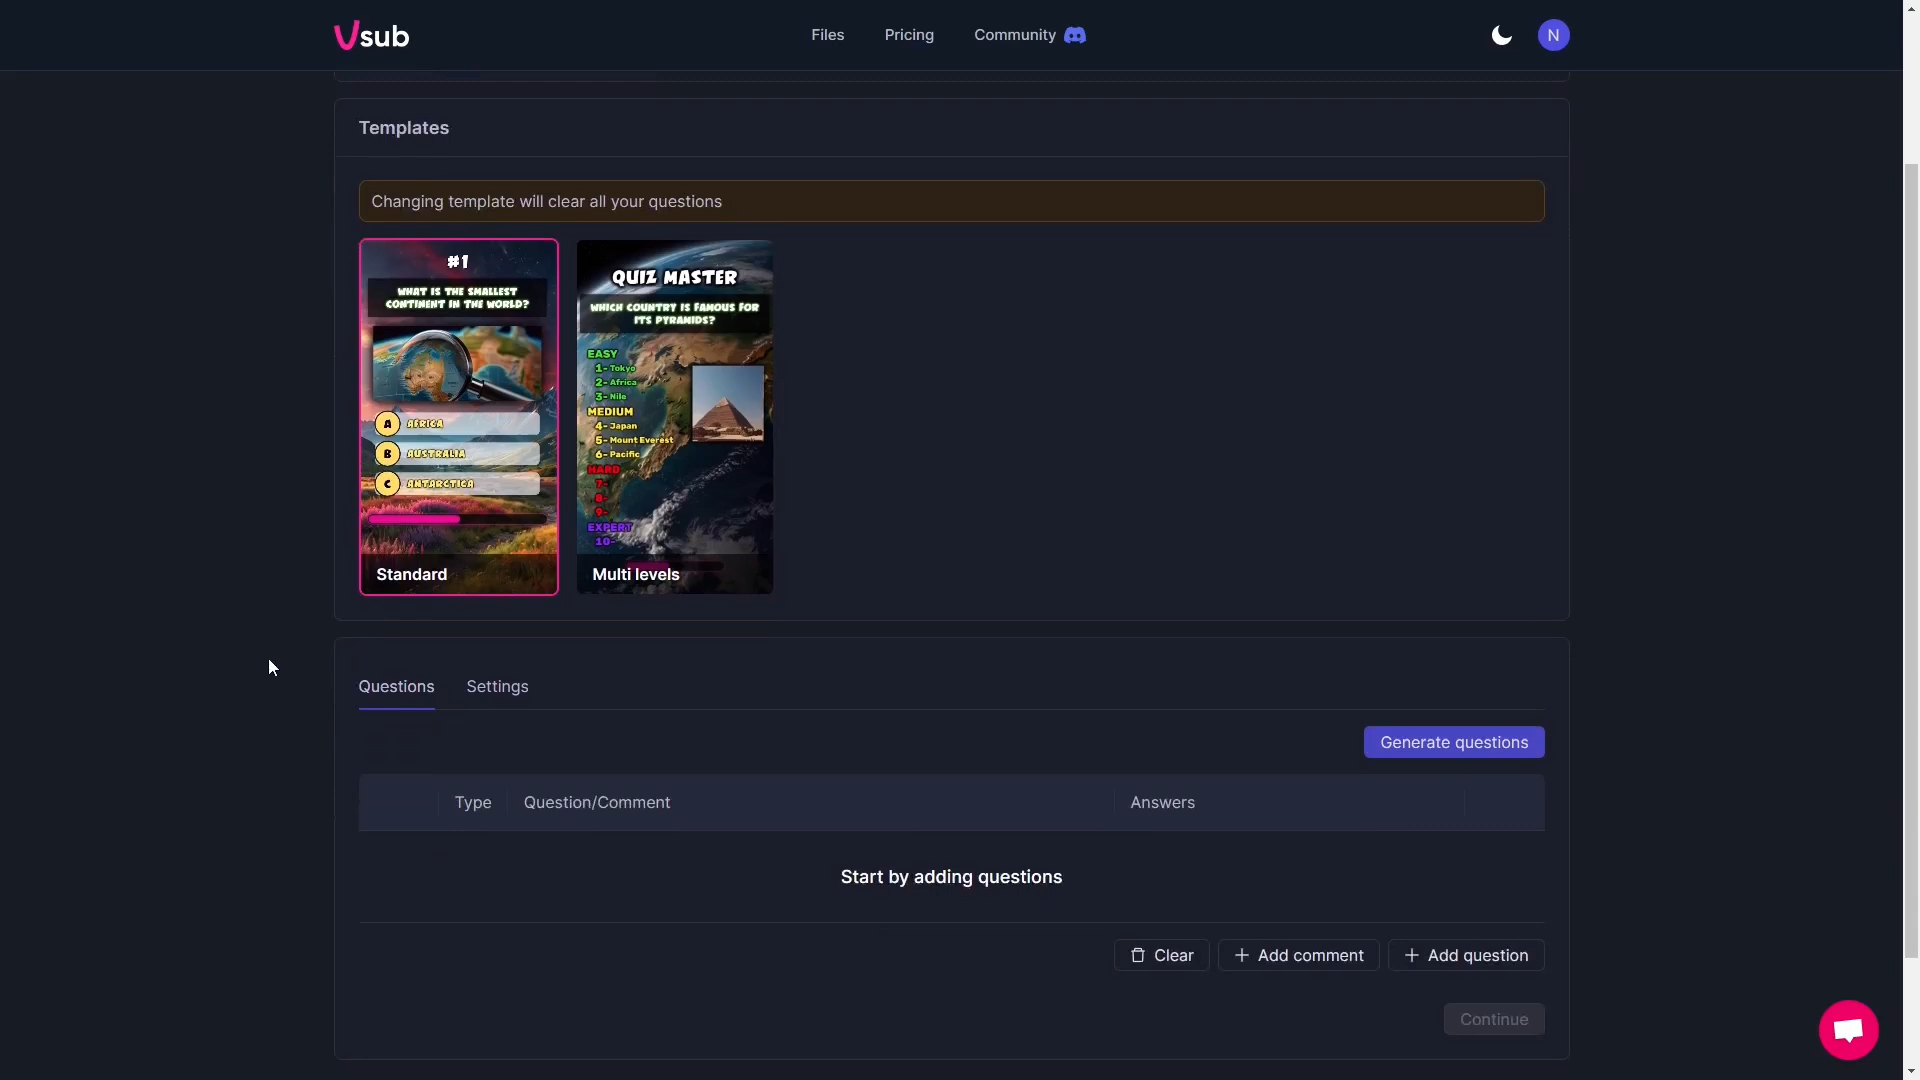 Vsub
Files
Pricing
Community
N
Templates
Changing template will clear all your questions
#1
WHAT IS THE SMALLEST
CONTINENT IN THE WORLD?
A AFRICA
B AUSTRALIA
C ANTARCTICA
Standard
QUIZ MASTER
WHICH COUNTRY IS FAMOUS FOR
ITS PYRAMIDS?
EASY
1- Tokyo
2- Africa
3- Nile
MEDIUM
4- Japan
5- Mount Everest
6- Pacific
HARD
7-
8-
9-
EXPERT
10-
Multi levels
Questions
Settings
Generate questions
Type
Question/Comment
Answers
Start by adding questions
Clear
Add comment
Add question
Continue